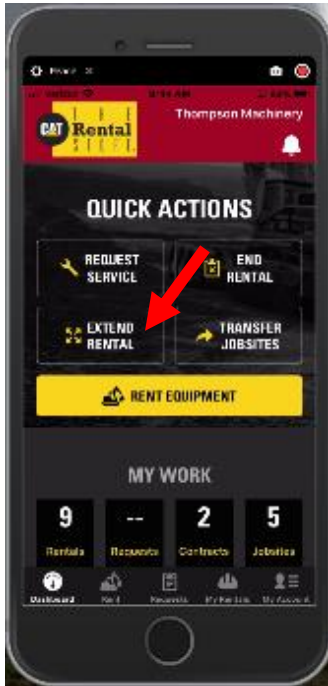 Thompson Machinery
CAT Rental
STORE
QUICK ACTIONS
REQUEST
SERVICE
END
RENTAL
EXTEND
RENTAL
TRANSFER
JOBSITES
RENT EQUIPMENT
MY WORK
9 -- 2 5
Rentals Requests Contracts Jobsites
Dashboard Rent Requests My Rentals My Account